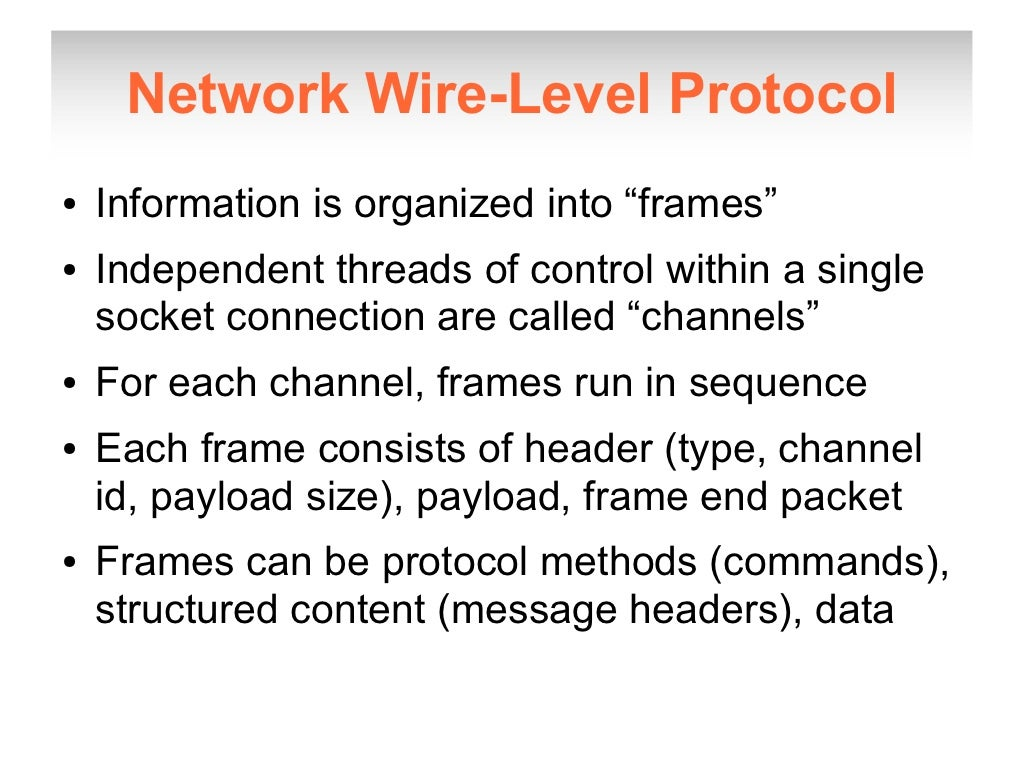 Network Wire-Level Protocol
● Information is organized into “frames”
● Independent threads of control within a single
socket connection are called “channels”
● For each channel, frames run in sequence
● Each frame consists of header (type, channel
id, payload size), payload, frame end packet
● Frames can be protocol methods (commands),
structured content (message headers), data